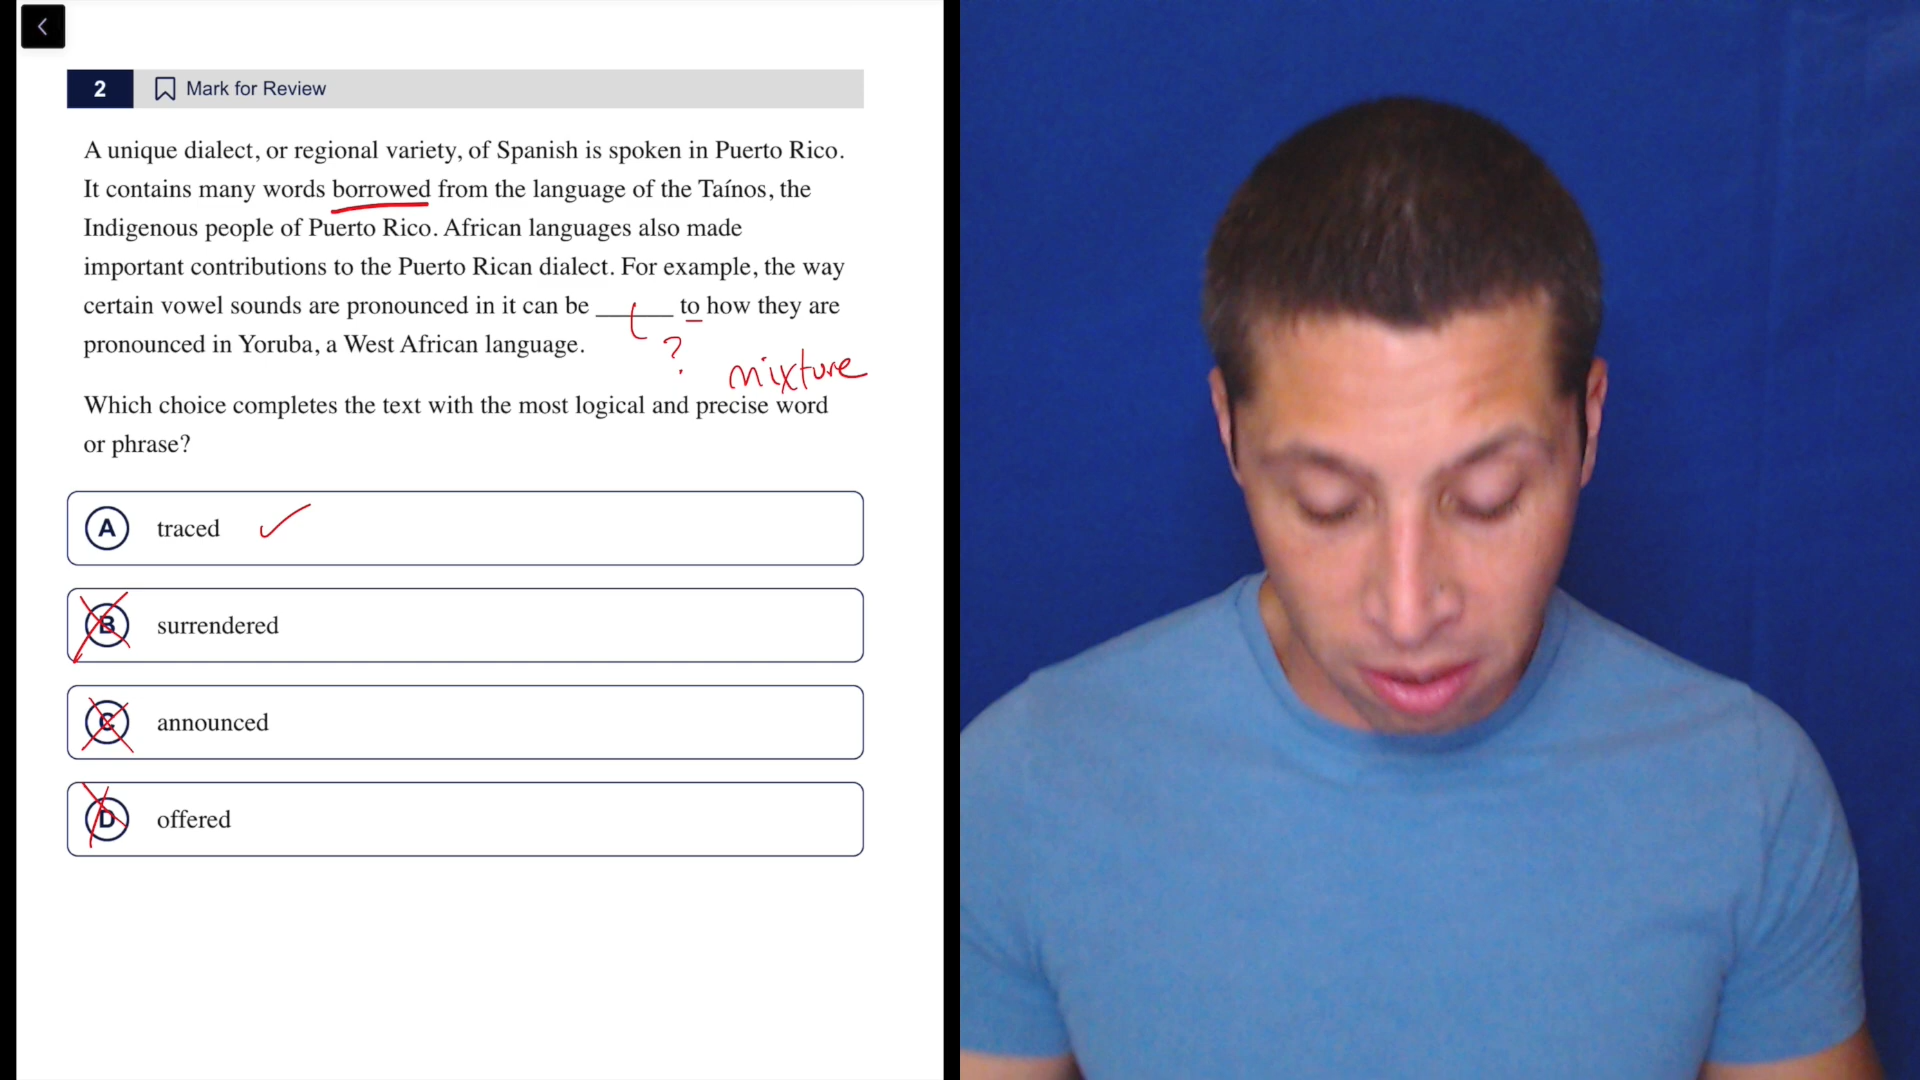 2 Mark for Review
A unique dialect, or regional variety, of Spanish is spoken in Puerto Rico.
It contains many words borrowed from the language of the Taínos, the
Indigenous people of Puerto Rico. African languages also made
important contributions to the Puerto Rican dialect. For example, the way
certain vowel sounds are pronounced in it can be ______ to how they are
pronounced in Yoruba, a West African language.
?
mixture
Which choice completes the text with the most logical and precise word
or phrase?
A traced
B surrendered
C announced
D offered